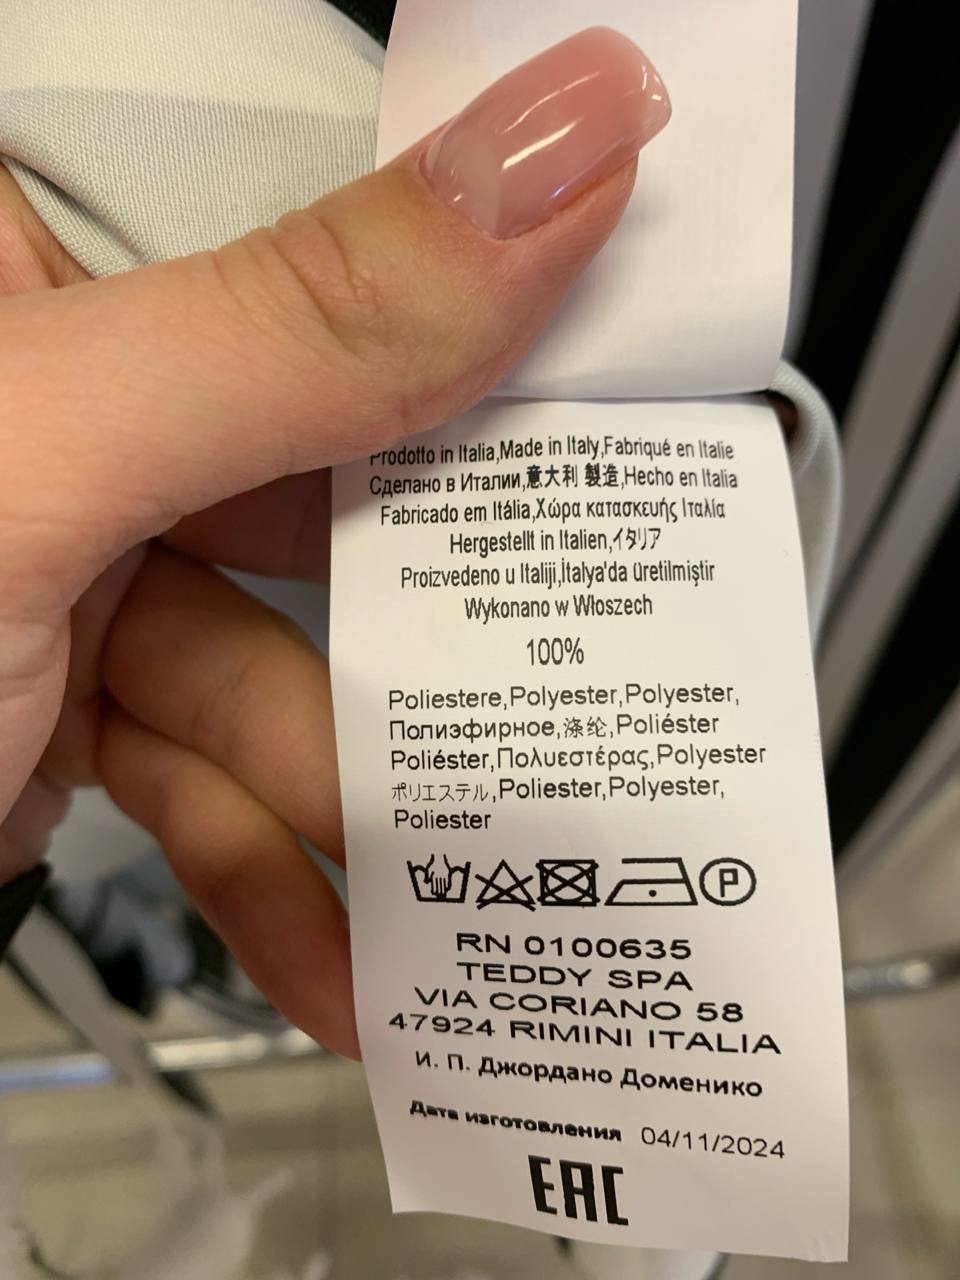 Prodotto in Italia,Made in Italy,Fabriqué en Italie
Сделано в Италии,意大利 製造,Hecho en Italia
Fabricado em Itália,Χώρα κατασκευής Ιταλία
Hergestellt in Italien,イタリア
Proizvedeno u Italiji,İtalya'da üretilmiştir
Wykonano w Włoszech
100%
Poliestere,Polyester,Polyester,
Полиэфирное,涤纶,Poliéster
Poliéster,Πολυεστέρας,Polyester
ポリエステル,Poliester,Polyester,
Poliester
P
RN 0100635
TEDDY SPA
VIA CORIANO 58
47924 RIMINI ITALIA
И. П. Джордано Доменико
Дата изготовления 04/11/2024
EAC